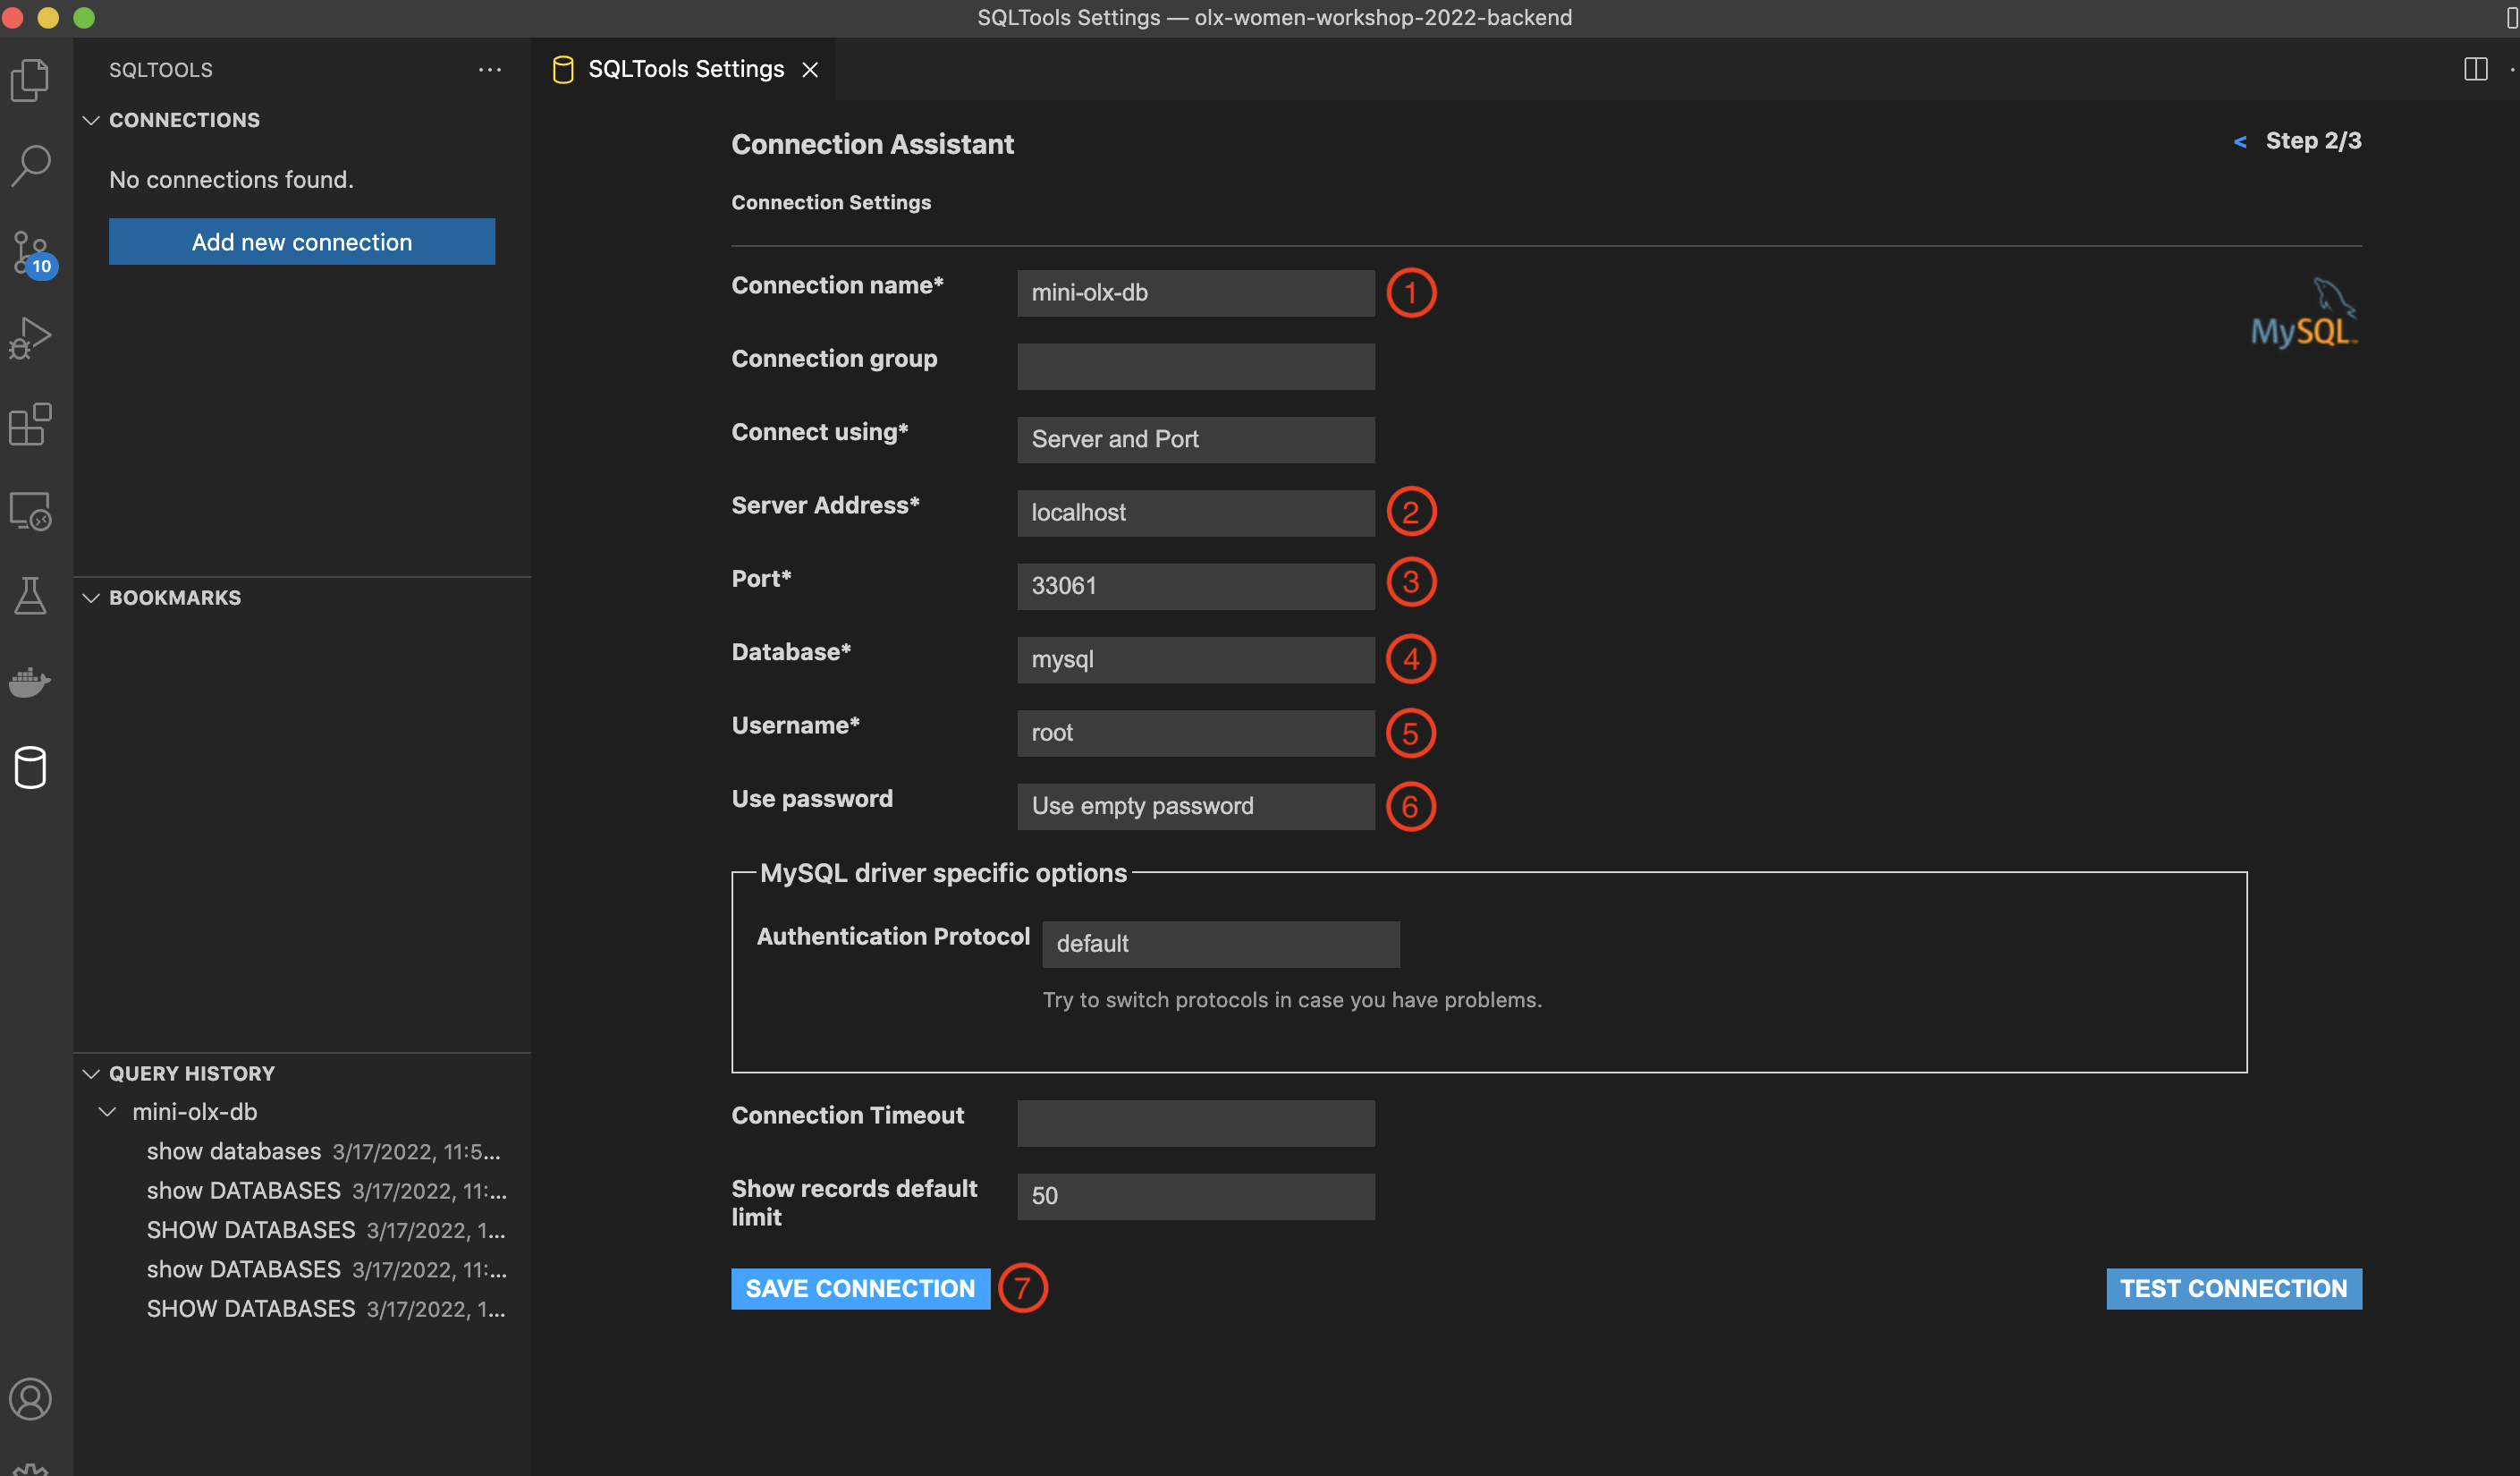 SQLTools Settings — olx-women-workshop-2022-backend
SQLTOOLS
SQLTools Settings
CONNECTIONS
No connections found.
Add new connection
10
BOOKMARKS
QUERY HISTORY
mini-olx-db
show databases 3/17/2022, 11:5...
show DATABASES 3/17/2022, 11:...
SHOW DATABASES 3/17/2022, 1...
show DATABASES 3/17/2022, 11:...
SHOW DATABASES 3/17/2022, 1...
Connection Assistant
< Step 2/3
Connection Settings
MySQL™
Connection name* mini-olx-db 1
Connection group
Connect using* Server and Port
Server Address* localhost 2
Port* 33061 3
Database* mysql 4
Username* root 5
Use password Use empty password 6
MySQL driver specific options
Authentication Protocol default
Try to switch protocols in case you have problems.
Connection Timeout
Show records default
limit
50
SAVE CONNECTION 7
TEST CONNECTION